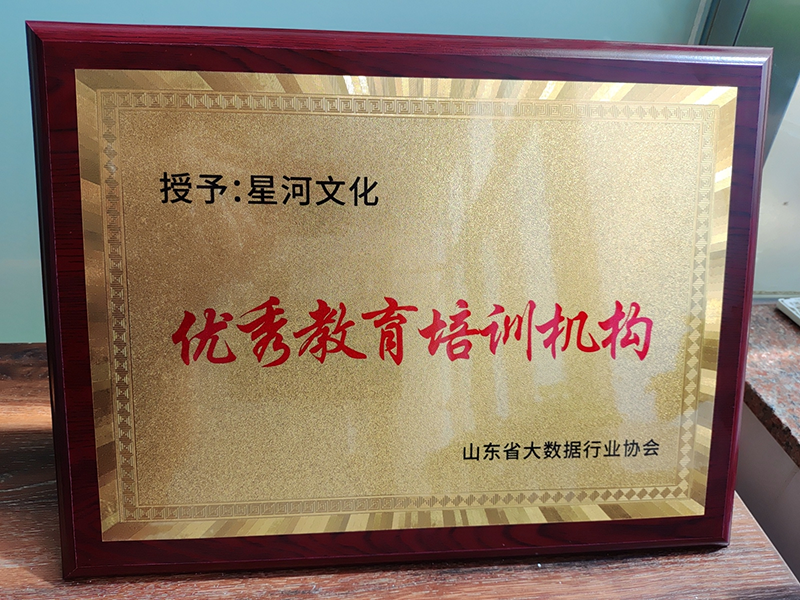 授予:星河文化
优秀教育培训机构
山东省大数据行业协会